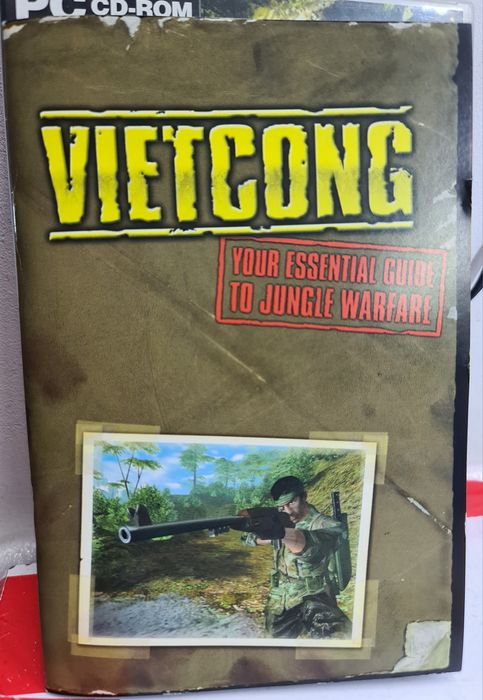 PC CD-ROM
VIETCONG
YOUR ESSENTIAL GUIDE
TO JUNGLE WARFARE